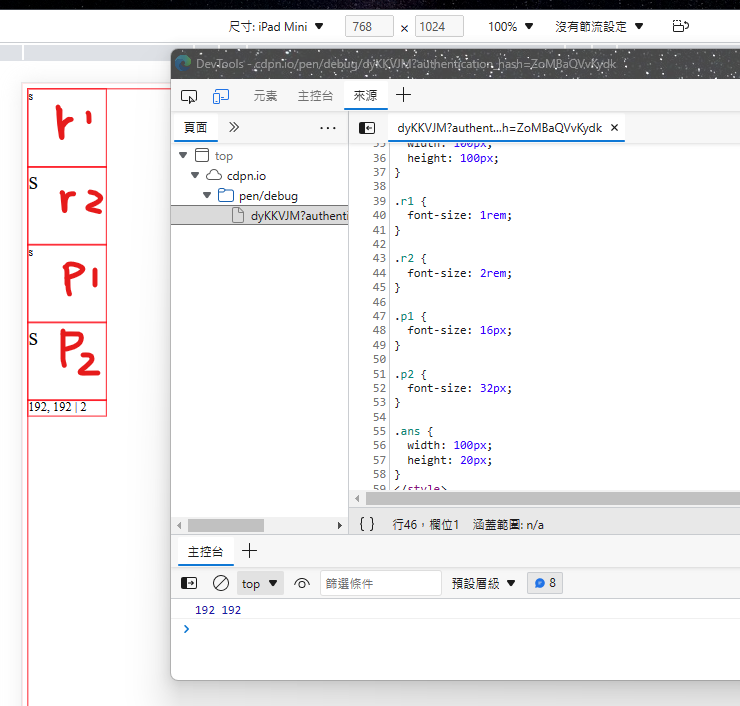 尺寸: iPad Mini ▼ 768 × 1024 100% ▼ 沒有節流設定 ▼
DevTools - cdpn.io/pen/debug/dyKKVJM?authentication_hash=ZoMBaQVvKydk
元素 主控台 來源
頁面
dyKKVJM?authent...h=ZoMBaQVvKydk ×
top
cdpn.io
pen/debug
dyKKVJM?authenti
s
r1
s
r2
s
P1
s
P2
192, 192 | 2
35 width: 100px;
36 height: 100px;
37 }
38
39 .r1 {
40 font-size: 1rem;
41 }
42
43 .r2 {
44 font-size: 2rem;
45 }
46
47 .p1 {
48 font-size: 16px;
49 }
50
51 .p2 {
52 font-size: 32px;
53 }
54
55 .ans {
56 width: 100px;
57 height: 20px;
58 }
59 </style>
{ } 行46，欄位1 涵蓋範圍: n/a
主控台
top ▼ 篩選條件 預設層級 ▼ 8
192 192